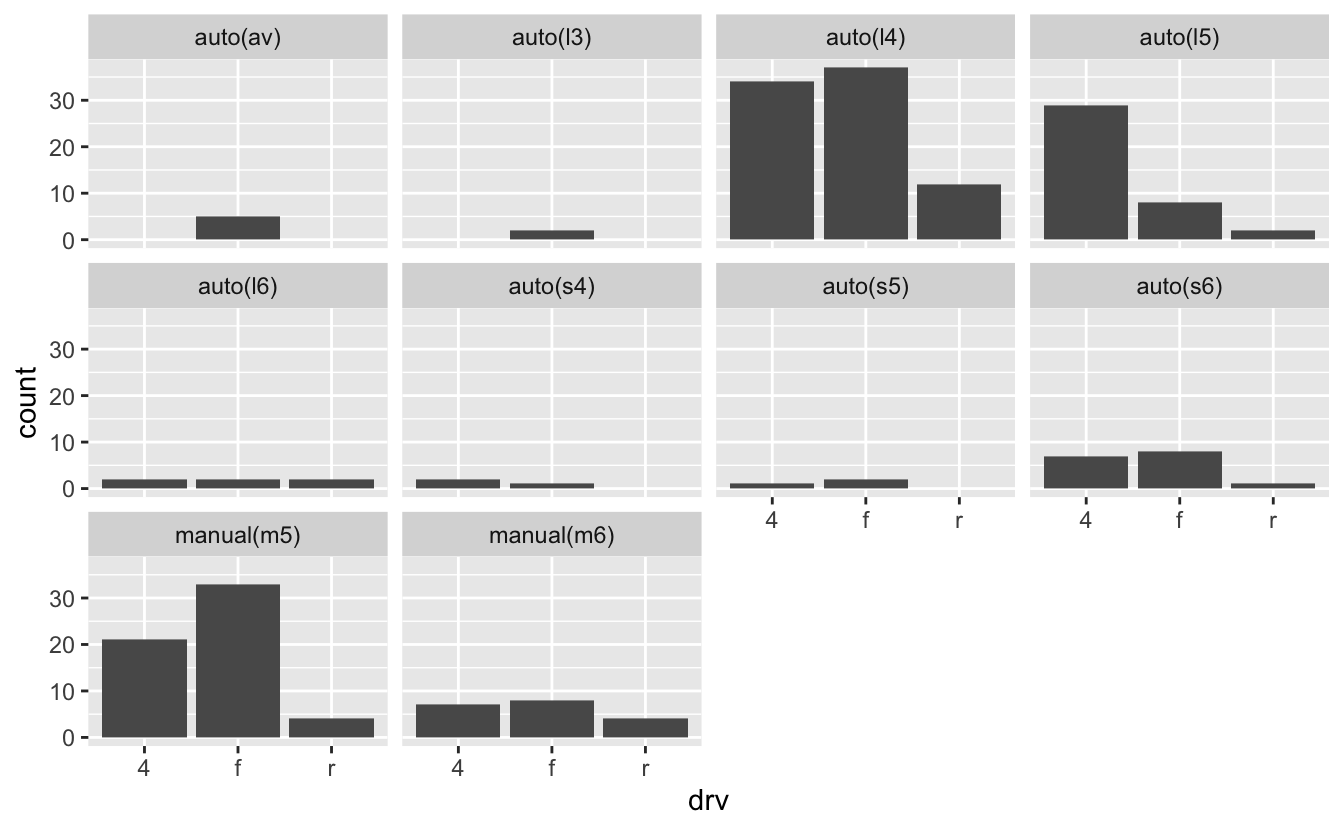 auto(av) auto(l3) auto(l4) auto(l5)
30
20
10
0
auto(l6) auto(s4) auto(s5) auto(s6)
30
20
10
0
4 f r 4 f r
manual(m5) manual(m6)
30
20
10
0
4 f r 4 f r
count
drv